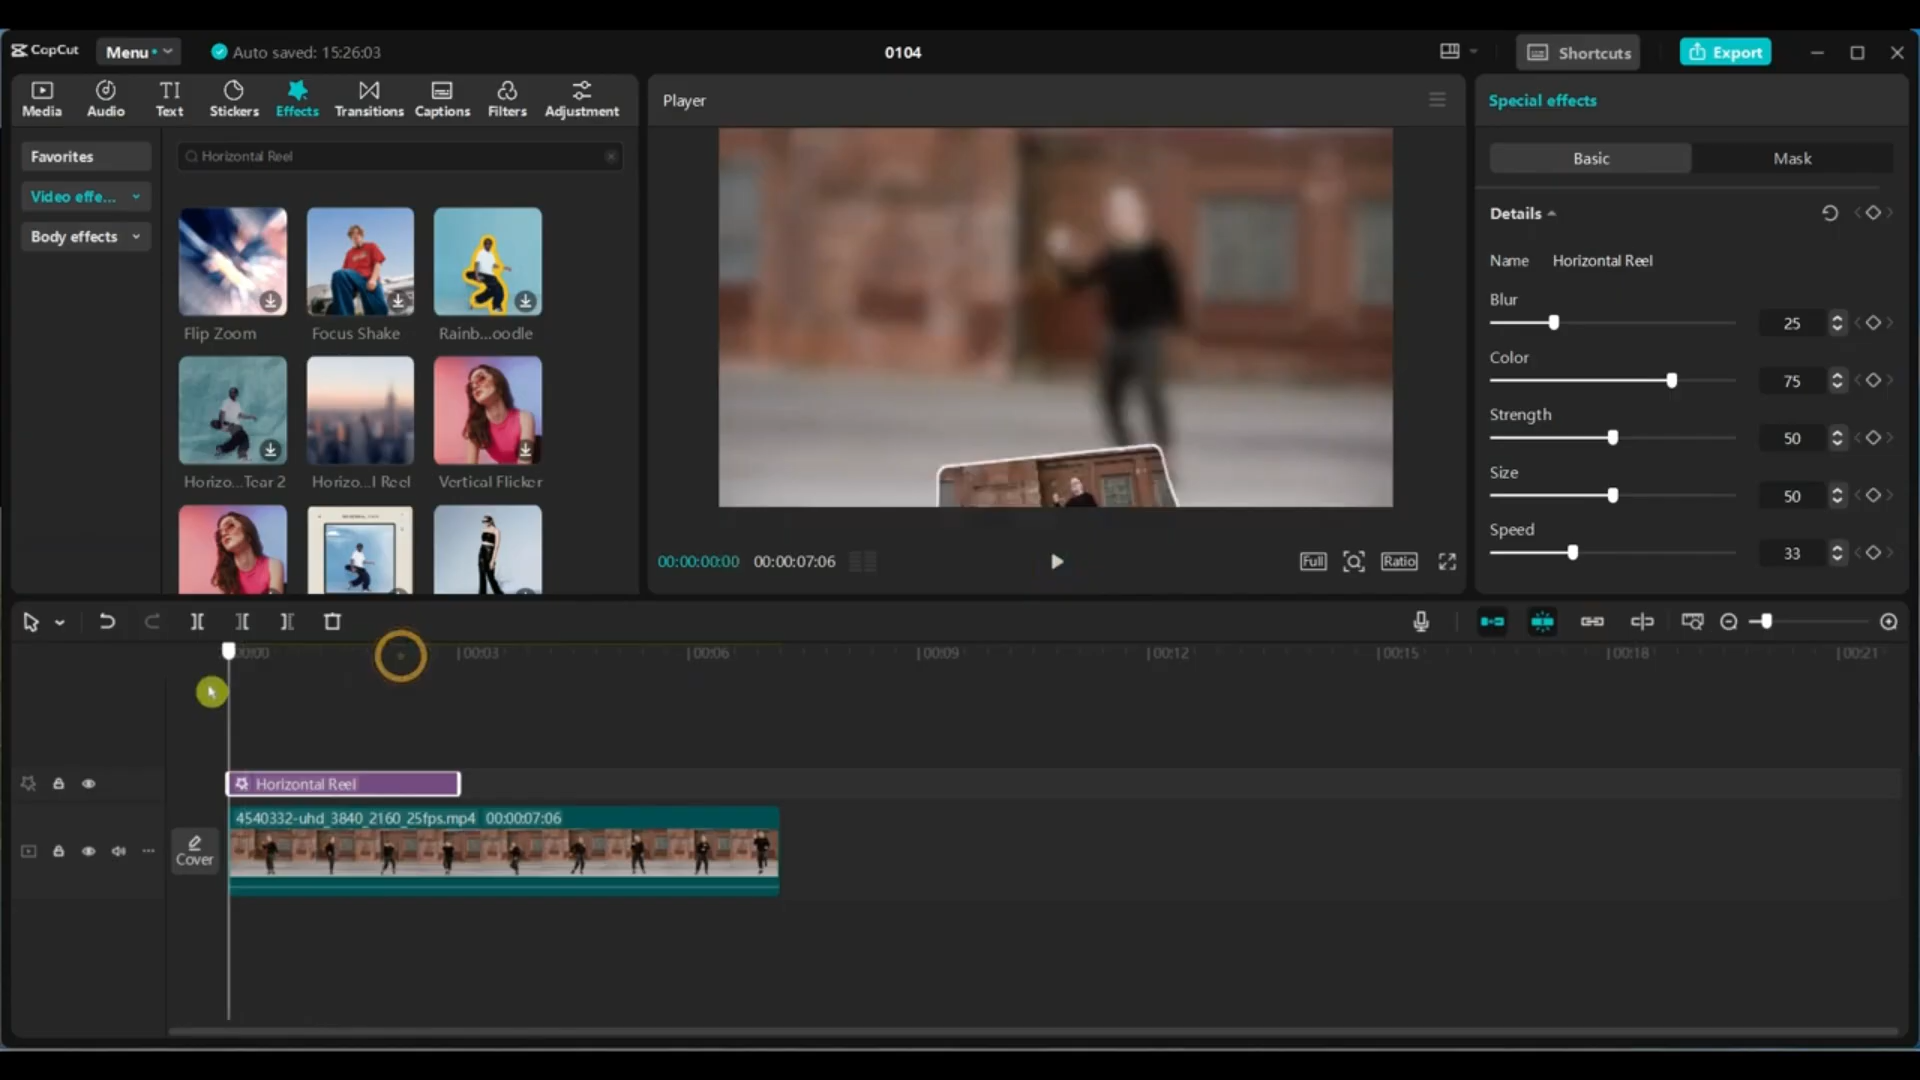 CapCut
Menu
Auto saved: 15:26:03
0104
Shortcuts
Export
Media
Audio
TI
Text
Stickers
Effects
Transitions
Captions
Filters
Adjustment
Favorites
Video effe...
Body effects
Horizontal Reel
Flip Zoom
Focus Shake
Rainb...oodle
Horizo...Tear 2
Horizo...l Reel
Vertical Flicker
Player
00:00:00:00
00:00:07:06
Full
Ratio
Special effects
Basic
Mask
Details
Name
Horizontal Reel
Blur
25
Color
75
Strength
50
Size
50
Speed
33
00:00
00:03
00:06
00:09
00:12
00:15
00:18
00:21
Horizontal Reel
4540332-uhd_3840_2160_25fps.mp4 00:00:07:06
Cover